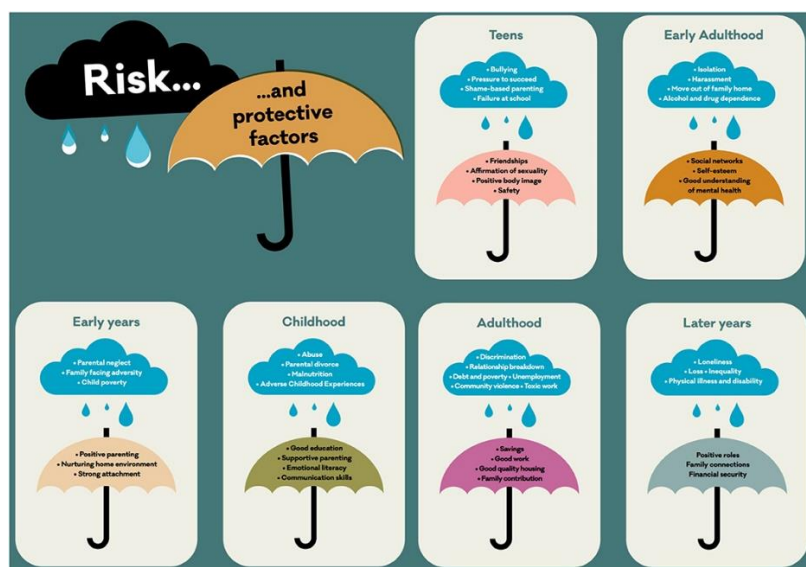 Risk...
...and
protective
factors
Teens
• Bullying
• Pressure to succeed
• Shame-based parenting
• Failure at school
• Friendships
• Affirmation of sexuality
• Positive body image
• Safety
Early Adulthood
• Isolation
• Harassment
• Move out of family home
• Alcohol and drug dependence
• Social networks
• Self-esteem
• Good understanding
of mental health
Early years
• Parental neglect
• Family facing adversity
• Child poverty
• Positive parenting
• Nurturing home environment
• Strong attachment
Childhood
• Abuse
• Parental divorce
• Malnutrition
• Adverse Childhood Experiences
• Good education
• Supportive parenting
• Emotional literacy
• Communication skills
Adulthood
• Discrimination
• Relationship breakdown
• Debt and poverty • Unemployment
• Community violence • Toxic work
• Savings
• Good work
• Good quality housing
• Family contribution
Later years
• Loneliness
• Loss • Inequality
• Physical illness and disability
Positive roles
Family connections
Financial security